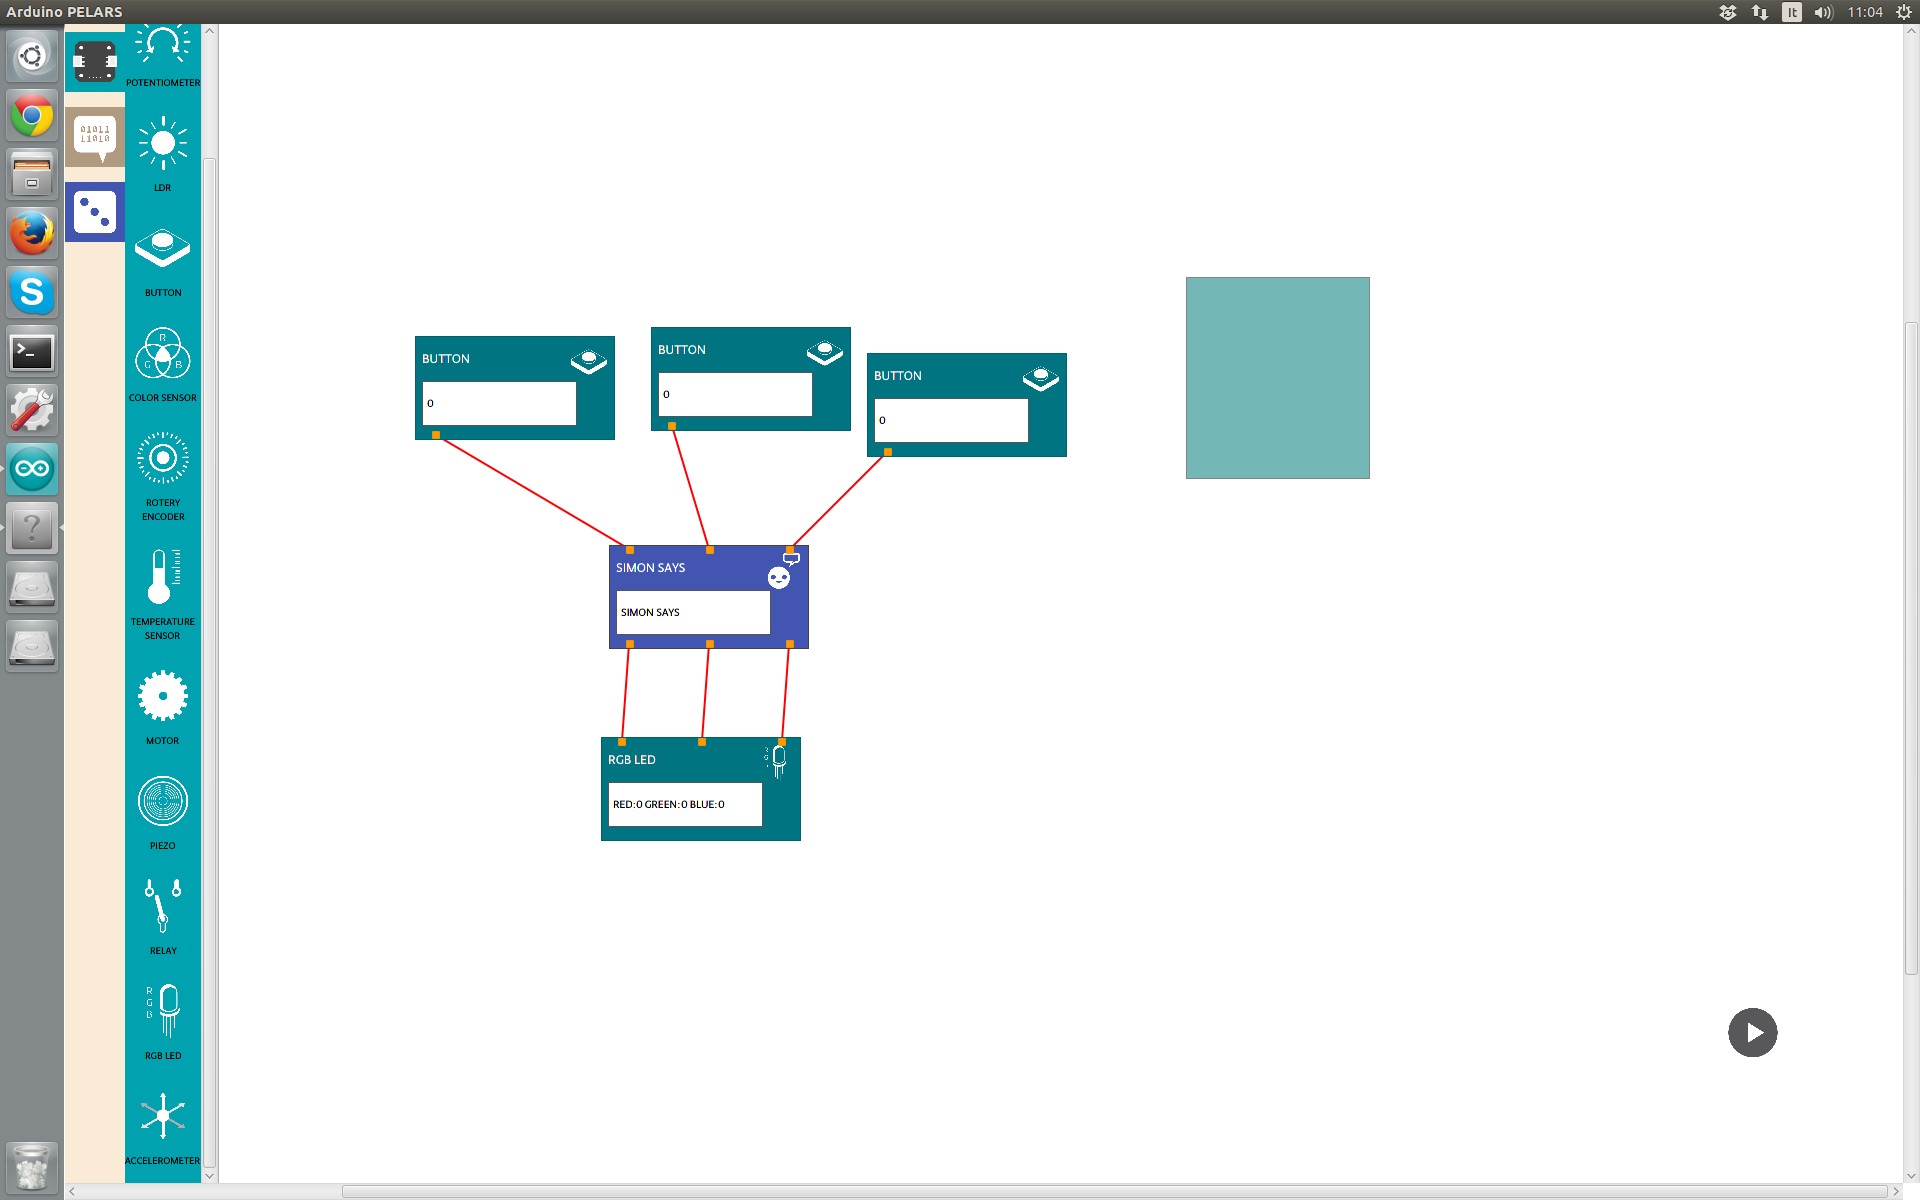 Arduino PELARS
It
11:04
POTENTIOMETER
01011
11010
LDR
BUTTON
R
G B
COLOR SENSOR
ROTERY
ENCODER
TEMPERATURE
SENSOR
MOTOR
PIEZO
RELAY
R
G
B
RGB LED
ACCELEROMETER
BUTTON
0
BUTTON
0
BUTTON
0
SIMON SAYS
SIMON SAYS
RGB LED
RED:0 GREEN:0 BLUE:0